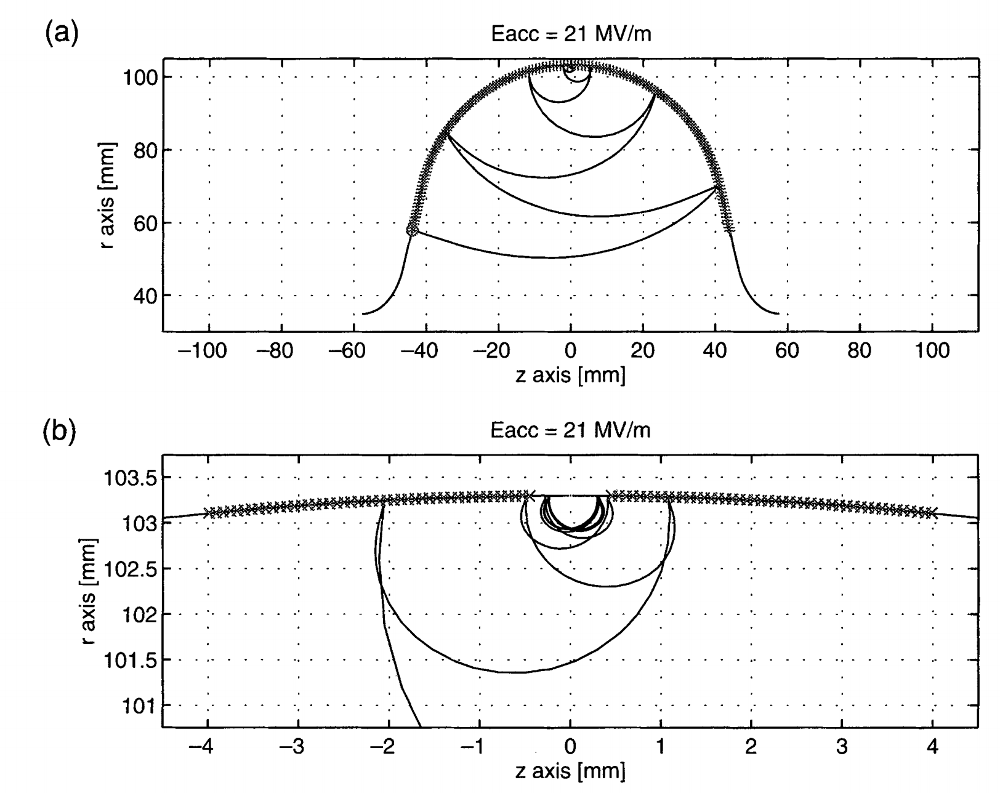 (a)
Eacc = 21 MV/m
100
80
60
40
r axis [mm]
−100 −80 −60 −40 −20 0 20 40 60 80 100
z axis [mm]
(b)
Eacc = 21 MV/m
103.5
103
102.5
102
101.5
101
r axis [mm]
−4 −3 −2 −1 0 1 2 3 4
z axis [mm]